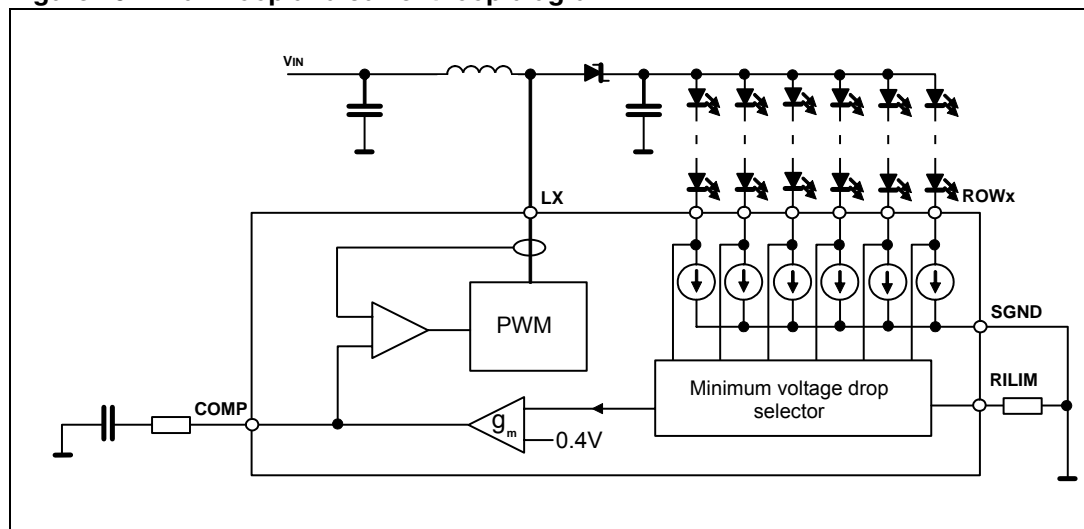 VIN
LX
ROWx
PWM
SGND
Minimum voltage drop
selector
RILIM
COMP
gm
0.4V